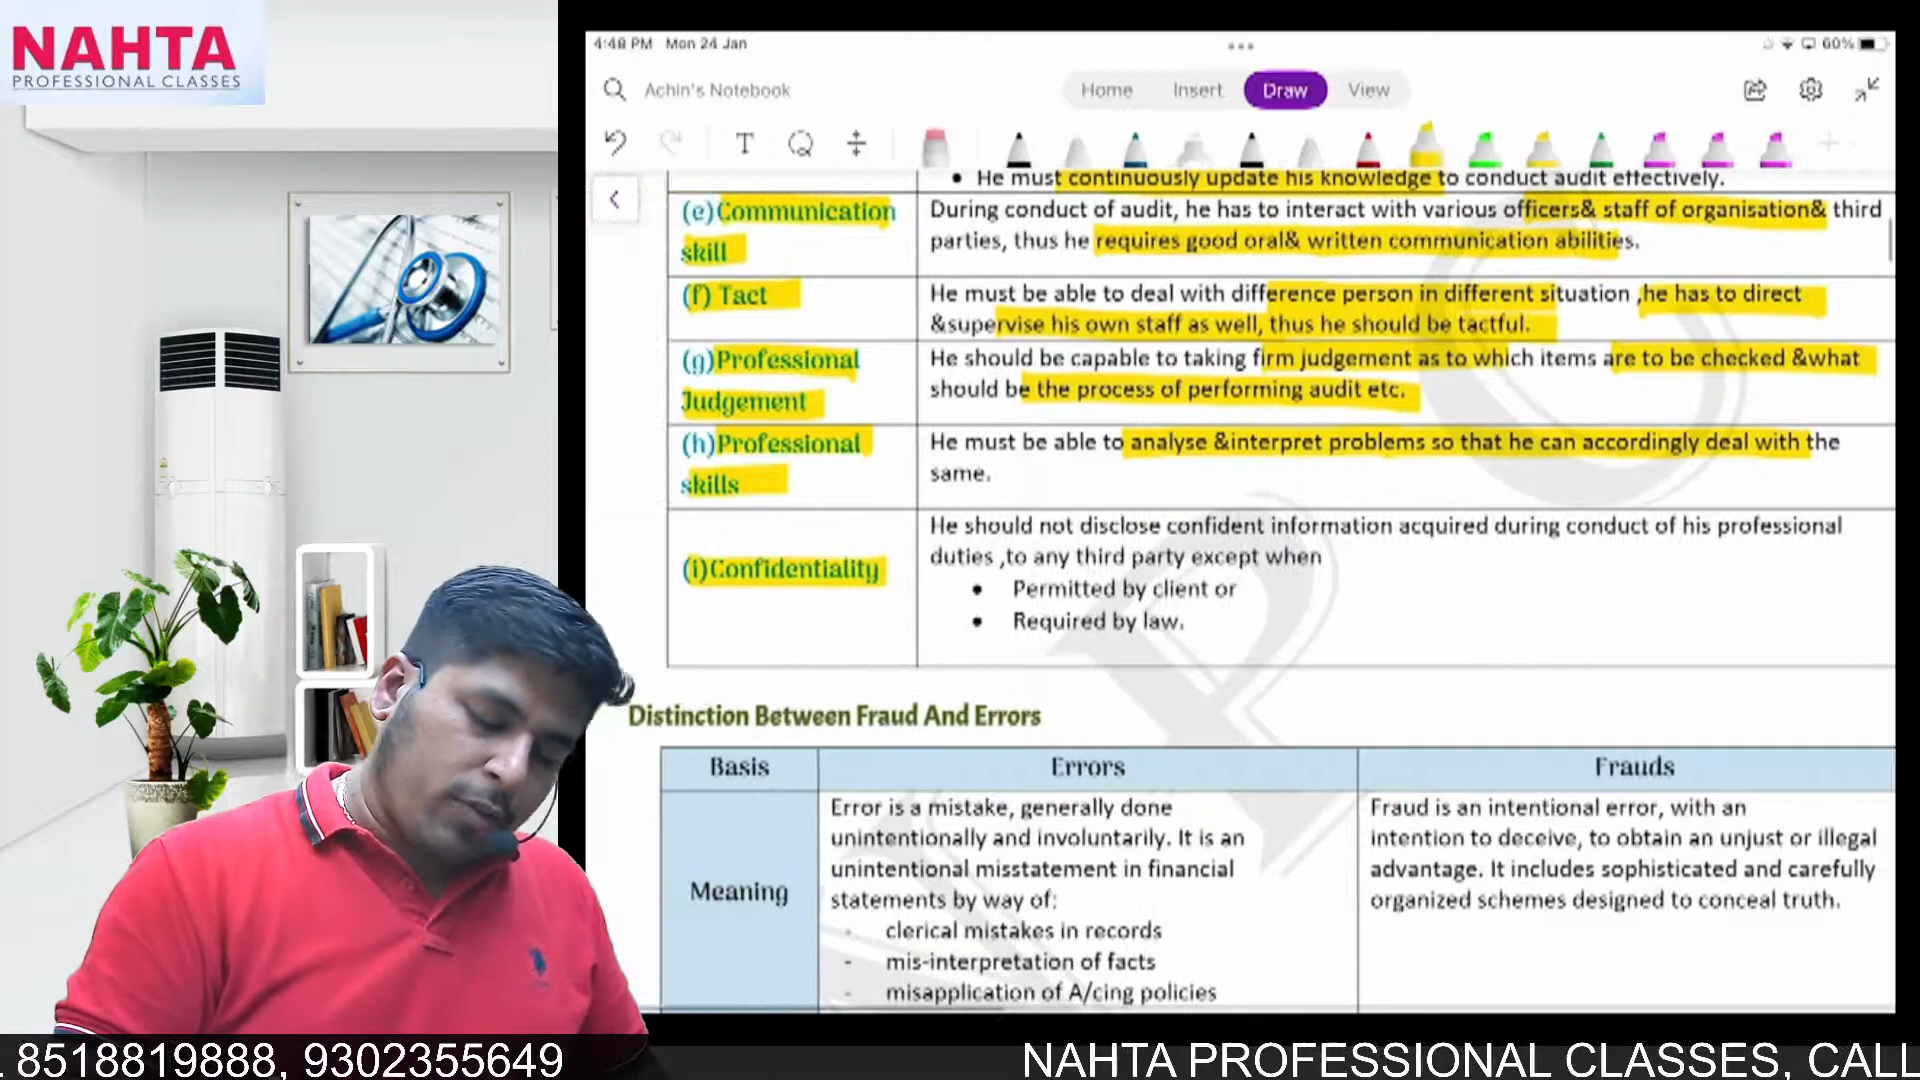 NAHTA
PROFESSIONAL CLASSES
4:48 PM Mon 24 Jan
60%
Achin's Notebook
Home Insert Draw View
T
• He must continuously update his knowledge to conduct audit effectively.
(e)Communication
skill
During conduct of audit, he has to interact with various officers& staff of organisation& third
parties, thus he requires good oral& written communication abilities.
(f) Tact
He must be able to deal with difference person in different situation ,he has to direct
&supervise his own staff as well, thus he should be tactful.
(g)Professional
Judgement
He should be capable to taking firm judgement as to which items are to be checked &what
should be the process of performing audit etc.
(h)Professional
skills
He must be able to analyse &interpret problems so that he can accordingly deal with the
same.
(i)Confidentiality
He should not disclose confident information acquired during conduct of his professional
duties ,to any third party except when
• Permitted by client or
• Required by law.
Distinction Between Fraud And Errors
Basis Errors Frauds
Meaning
Error is a mistake, generally done
unintentionally and involuntarily. It is an
unintentional misstatement in financial
statements by way of:
- clerical mistakes in records
- mis-interpretation of facts
- misapplication of A/cing policies
Fraud is an intentional error, with an
intention to deceive, to obtain an unjust or illegal
advantage. It includes sophisticated and carefully
organized schemes designed to conceal truth.
8518819888, 9302355649 NAHTA PROFESSIONAL CLASSES, CALL